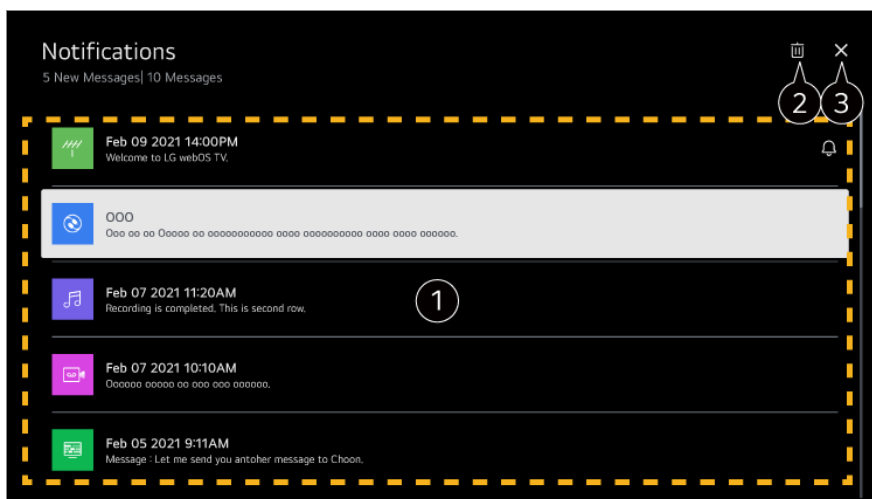 Notifications
5 New Messages| 10 Messages
2 3
Feb 09 2021 14:00PM
Welcome to LG webOS TV.
OOO
Ooo oo oo Ooooo oo ooooooooooo oooo oooooooooo oooo oooo oooooo.
Feb 07 2021 11:20AM
Recording is completed, This is second row.
1
Feb 07 2021 10:10AM
Oooooo ooooo oo ooo ooo oooooo.
Feb 05 2021 9:11AM
Message : Let me send you antoher message to Choon.